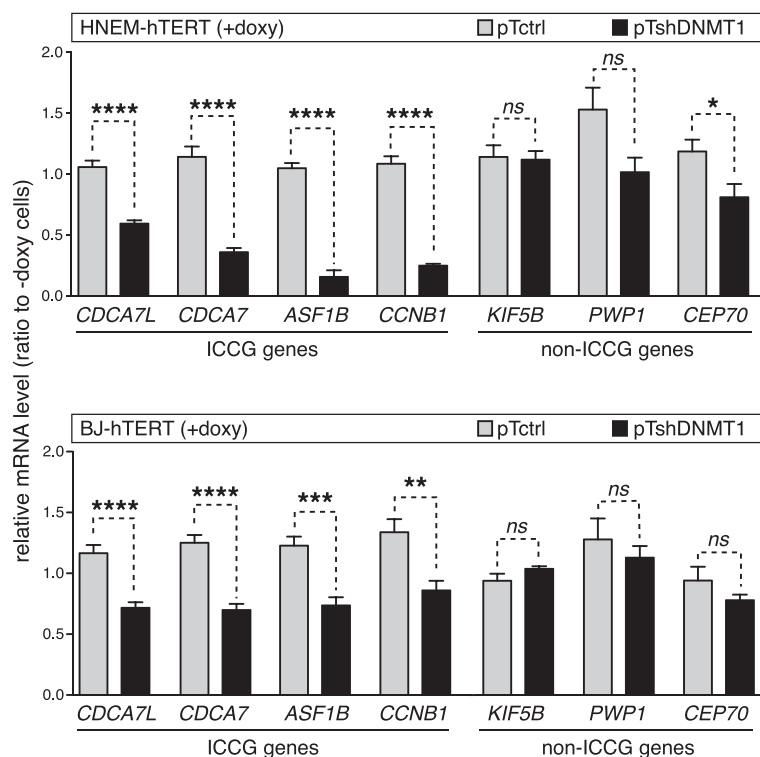 HNEM-hTERT (+doxy) pTctrl pTshDNMT1
relative mRNA level (ratio to -doxy cells)
2.0
1.5
1.0
0.5
0.0
**** **** **** **** ns ns *
CDCA7L CDCA7 ASF1B CCNB1 KIF5B PWP1 CEP70
ICCG genes non-ICCG genes
BJ-hTERT (+doxy) pTctrl pTshDNMT1
2.0
1.5
1.0
0.5
0.0
**** **** *** ** ns ns ns
CDCA7L CDCA7 ASF1B CCNB1 KIF5B PWP1 CEP70
ICCG genes non-ICCG genes